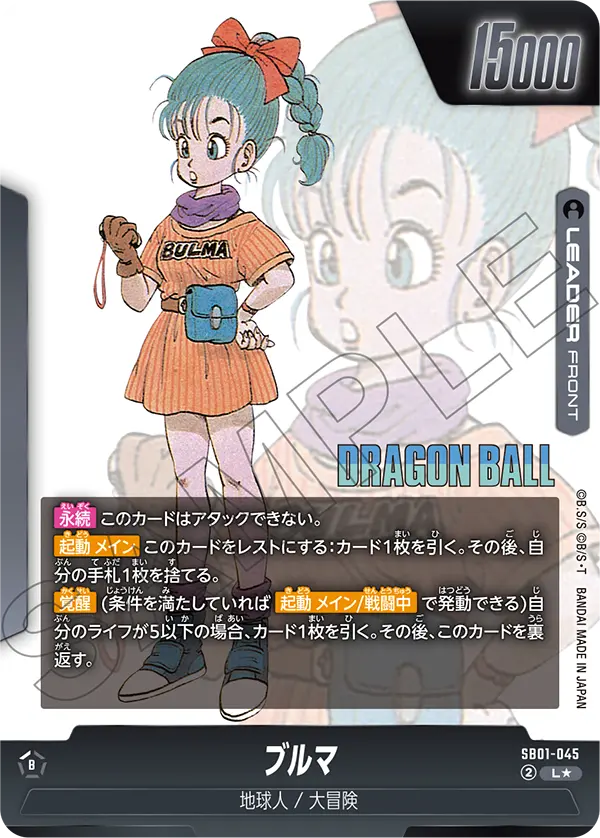 15000
LEADER FRONT
BULMA
SAMPLE
DRAGON BALL
永続 このカードはアタックできない。
起動メイン このカードをレストにする：カード1枚を引く。その後、自
分の手札1枚を捨てる。
覚醒 (条件を満たしていれば 起動メイン/戦闘中 で発動できる)自
分のライフが5以下の場合、カード1枚を引く。その後、このカードを裏
返す。
©B.S/S ©B/S・T BANDAI MADE IN JAPAN
B
ブルマ
SB01-045
② L★
地球人 / 大冒険